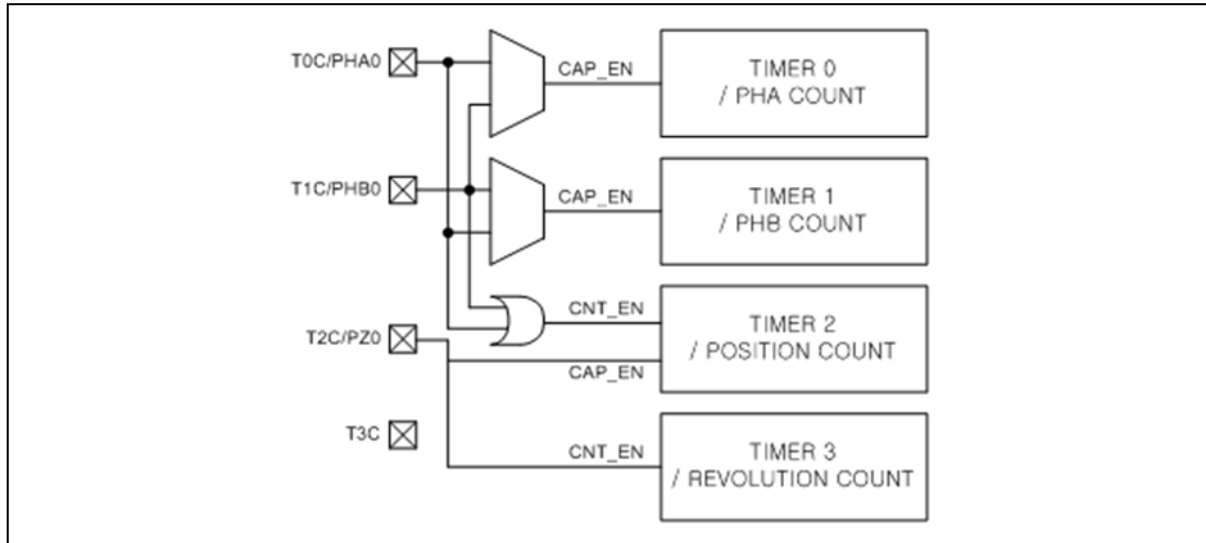 T0C/PHA0
CAP_EN
TIMER 0
/ PHA COUNT
T1C/PHB0
CAP_EN
TIMER 1
/ PHB COUNT
T2C/PZ0
CNT_EN
TIMER 2
/ POSITION COUNT
CAP_EN
T3C
CNT_EN
TIMER 3
/ REVOLUTION COUNT